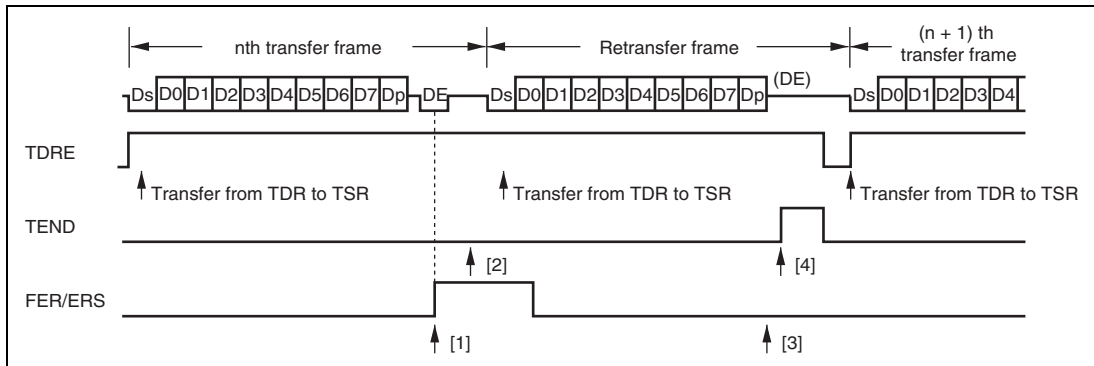 nth transfer frame
Retransfer frame
(n + 1) th
transfer frame
Ds D0 D1 D2 D3 D4 D5 D6 D7 Dp DE
Ds D0 D1 D2 D3 D4 D5 D6 D7 Dp (DE)
Ds D0 D1 D2 D3 D4
TDRE
Transfer from TDR to TSR
Transfer from TDR to TSR
Transfer from TDR to TSR
TEND
[2]
[4]
FER/ERS
[1]
[3]